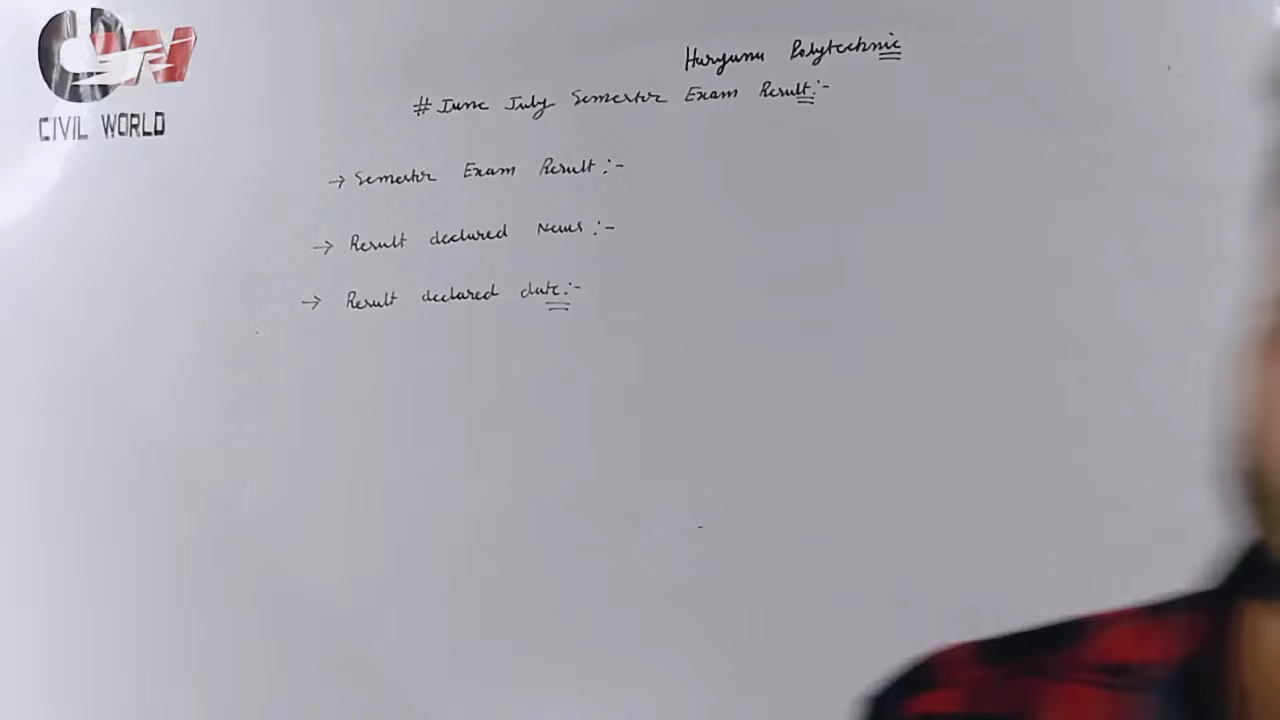 CIVIL WORLD
Haryana Polytechnic
# June July Semester Exam Result:-
→ Semester Exam Result:-
→ Result declared News:-
→ Result declared date:-